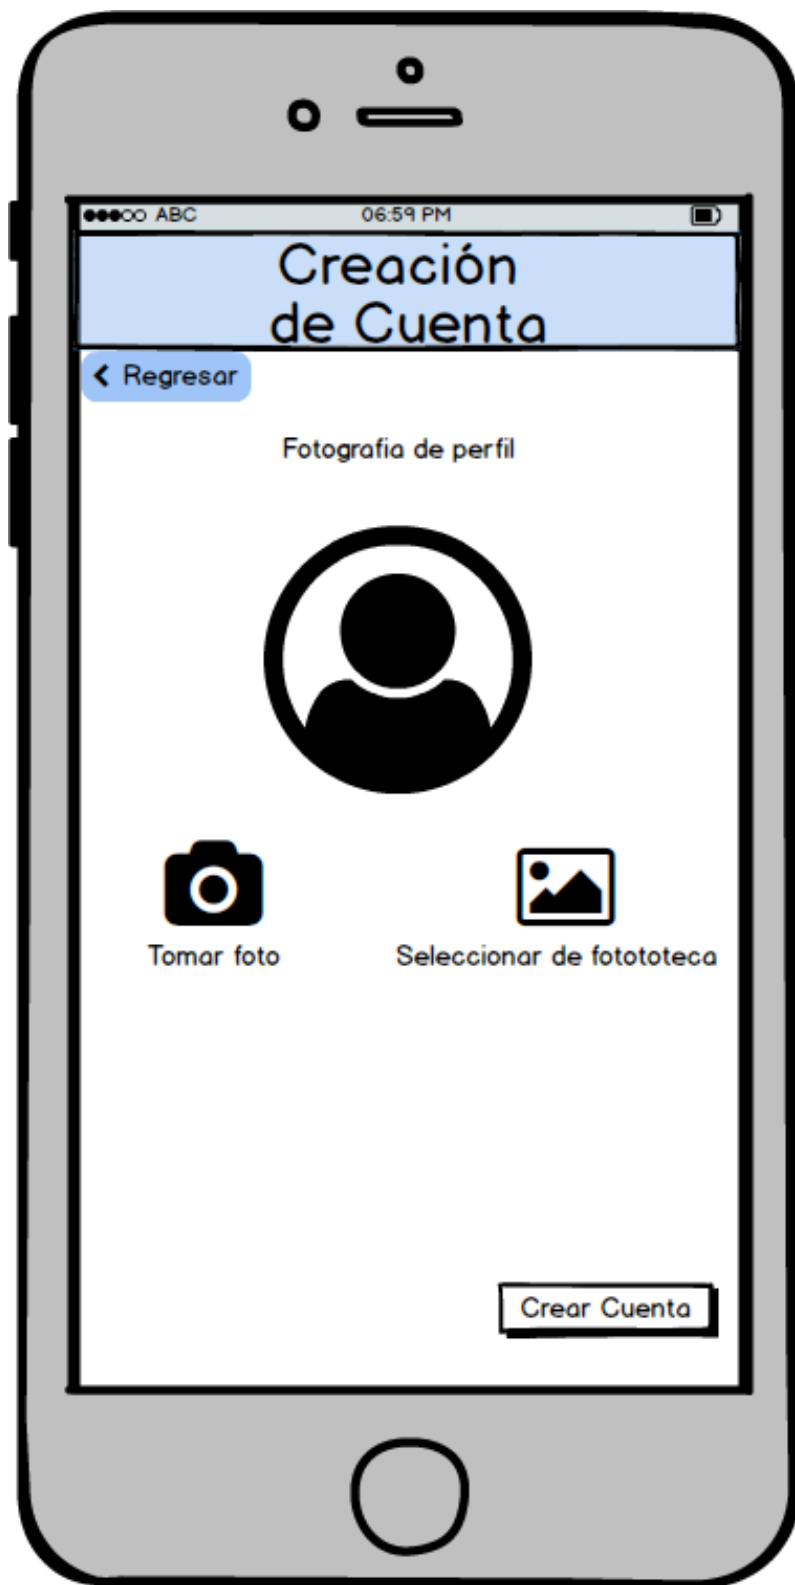 ABC 06:59 PM
Creación
de Cuenta
Regresar
Fotografia de perfil
Tomar foto Seleccionar de fotototeca
Crear Cuenta